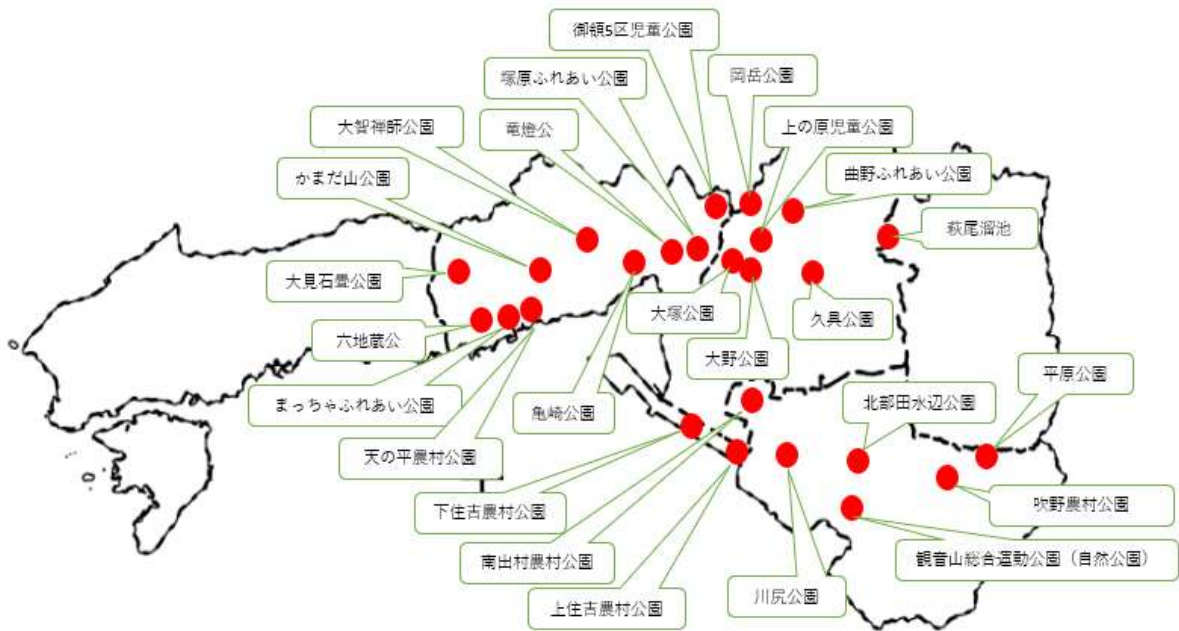 御領5区児童公園
塚原ふれあい公園
岡岳公園
大智禅師公園
竜燈公
上の原児童公園
かまだ山公園
曲野ふれあい公園
萩尾溜池
大見石畳公園
大塚公園
久具公園
六地蔵公
大野公園
平原公園
まっちゃふれあい公園
亀崎公園
北部田水辺公園
天の平農村公園
下住吉農村公園
吹野農村公園
南出村農村公園
観音山総合運動公園（自然公園）
上住吉農村公園
川尻公園